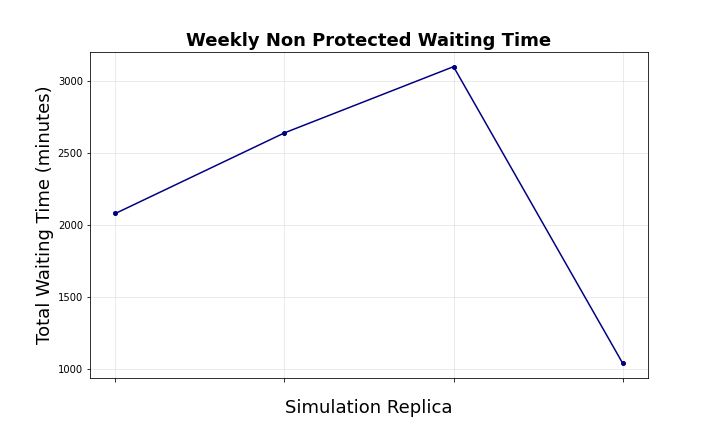 Weekly Non Protected Waiting Time
Total Waiting Time (minutes)
3000
2500
2000
1500
1000
Simulation Replica